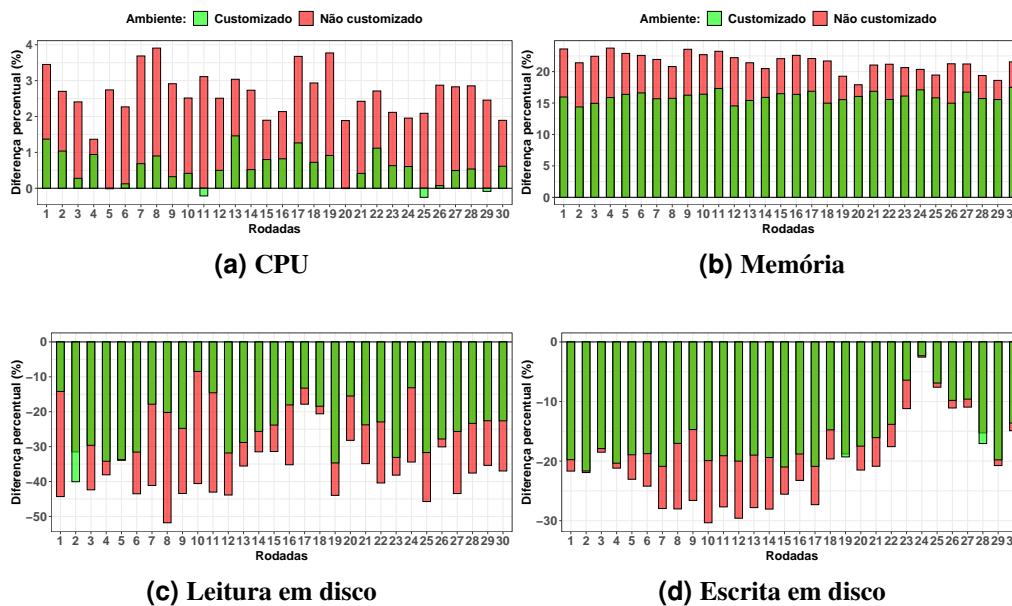 Ambiente: Customizado Não customizado
Diferença percentual (%)
4
3
2
1
0
1 2 3 4 5 6 7 8 9 10 11 12 13 14 15 16 17 18 19 20 21 22 23 24 25 26 27 28 29 30
Rodadas
(a) CPU
Ambiente: Customizado Não customizado
Diferença percentual (%)
20
15
10
5
0
1 2 3 4 5 6 7 8 9 10 11 12 13 14 15 16 17 18 19 20 21 22 23 24 25 26 27 28 29
Rodadas
(b) Memória
Diferença percentual (%)
0
−10
−20
−30
−40
−50
1 2 3 4 5 6 7 8 9 10 11 12 13 14 15 16 17 18 19 20 21 22 23 24 25 26 27 28 29 30
Rodadas
(c) Leitura em disco
Diferença percentual (%)
0
−10
−20
−30
1 2 3 4 5 6 7 8 9 10 11 12 13 14 15 16 17 18 19 20 21 22 23 24 25 26 27 28 29
Rodadas
(d) Escrita em disco